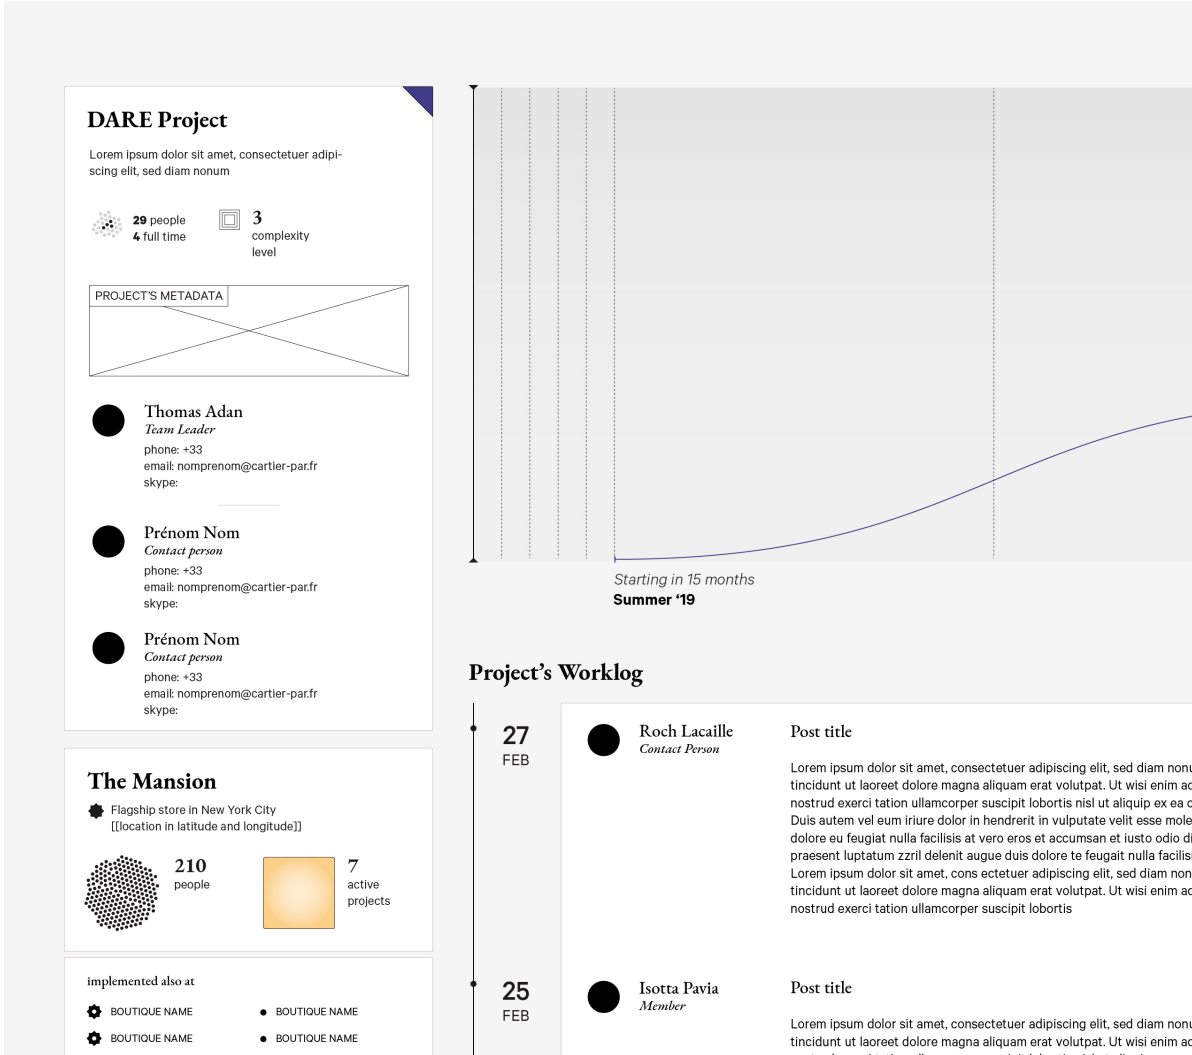 DARE Project
Lorem ipsum dolor sit amet, consectetuer adipi-
scing elit, sed diam nonum
29 people
4 full time
3
complexity
level
PROJECT'S METADATA
Thomas Adan
Team Leader
phone: +33
email: nomprenom@cartier-par.fr
skype:
Prénom Nom
Contact person
phone: +33
email: nomprenom@cartier-par.fr
skype:
Prénom Nom
Contact person
phone: +33
email: nomprenom@cartier-par.fr
skype:
The Mansion
Flagship store in New York City
[[location in latitude and longitude]]
210
people
7
active
projects
implemented also at
BOUTIQUE NAME
BOUTIQUE NAME
BOUTIQUE NAME
BOUTIQUE NAME
Starting in 15 months
Summer ‘19
Project’s Worklog
27
FEB
Roch Lacaille
Contact Person
Post title
Lorem ipsum dolor sit amet, consectetuer adipiscing elit, sed diam nonu
tincidunt ut laoreet dolore magna aliquam erat volutpat. Ut wisi enim ad
nostrud exerci tation ullamcorper suscipit lobortis nisl ut aliquip ex ea c
Duis autem vel eum iriure dolor in hendrerit in vulputate velit esse mole
dolore eu feugiat nulla facilisis at vero eros et accumsan et iusto odio di
praesent luptatum zzril delenit augue duis dolore te feugait nulla facilisi
Lorem ipsum dolor sit amet, cons ectetuer adipiscing elit, sed diam non
tincidunt ut laoreet dolore magna aliquam erat volutpat. Ut wisi enim ad
nostrud exerci tation ullamcorper suscipit lobortis
25
FEB
Isotta Pavia
Member
Post title
Lorem ipsum dolor sit amet, consectetuer adipiscing elit, sed diam nonu
tincidunt ut laoreet dolore magna aliquam erat volutpat. Ut wisi enim ad